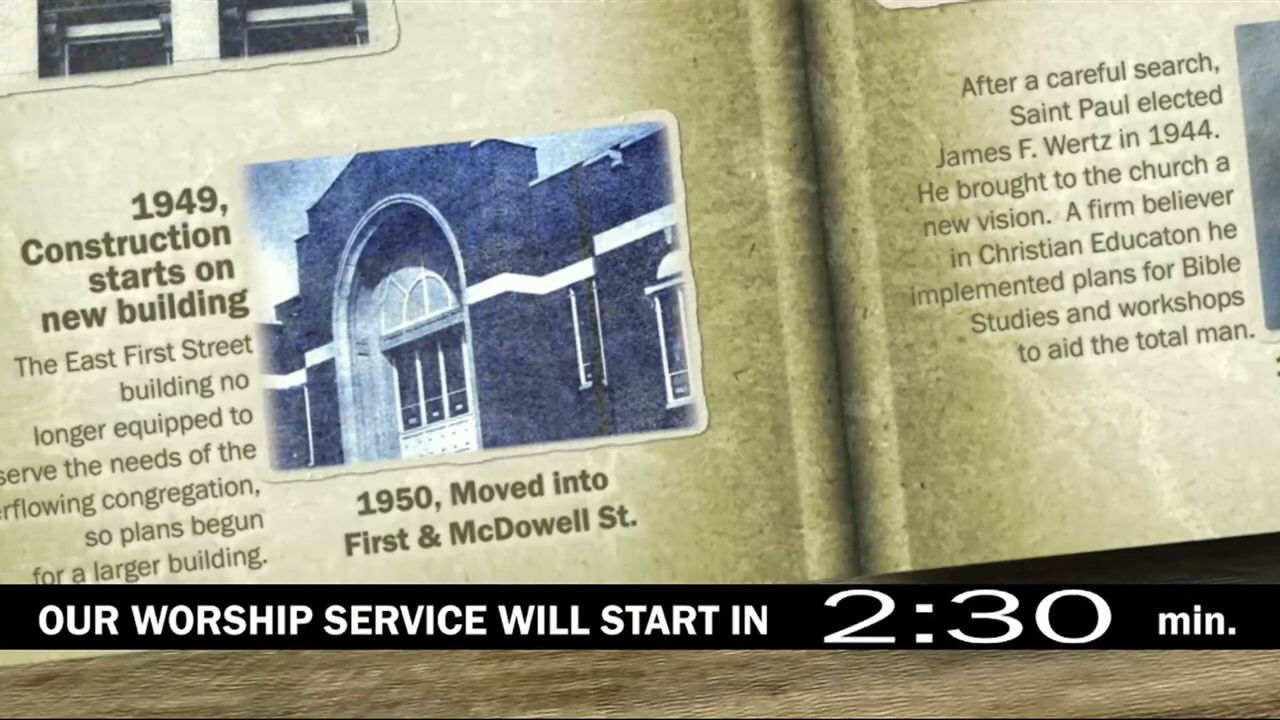 1949,
Construction
starts on
new building
The East First Street
building no
longer equipped to
serve the needs of the
erflowing congregation,
so plans begun
for a larger building.
1950, Moved into
First & McDowell St.
After a careful search,
Saint Paul elected
James F. Wertz in 1944.
He brought to the church a
new vision. A firm believer
in Christian Educaton he
implemented plans for Bible
Studies and workshops
to aid the total man.
OUR WORSHIP SERVICE WILL START IN 2:30 min.